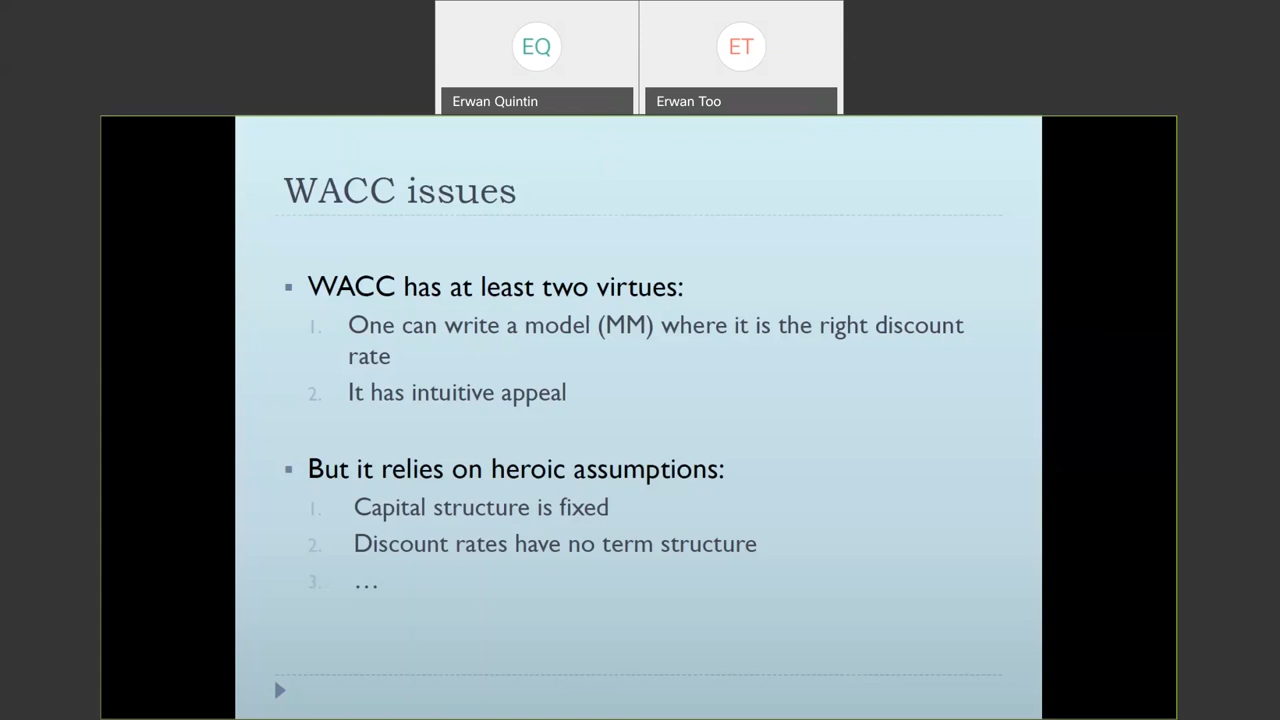 EQ
ET
Erwan Quintin
Erwan Too
WACC issues
▪ WACC has at least two virtues:
1. One can write a model (MM) where it is the right discount
rate
2. It has intuitive appeal
▪ But it relies on heroic assumptions:
1. Capital structure is fixed
2. Discount rates have no term structure
3. …